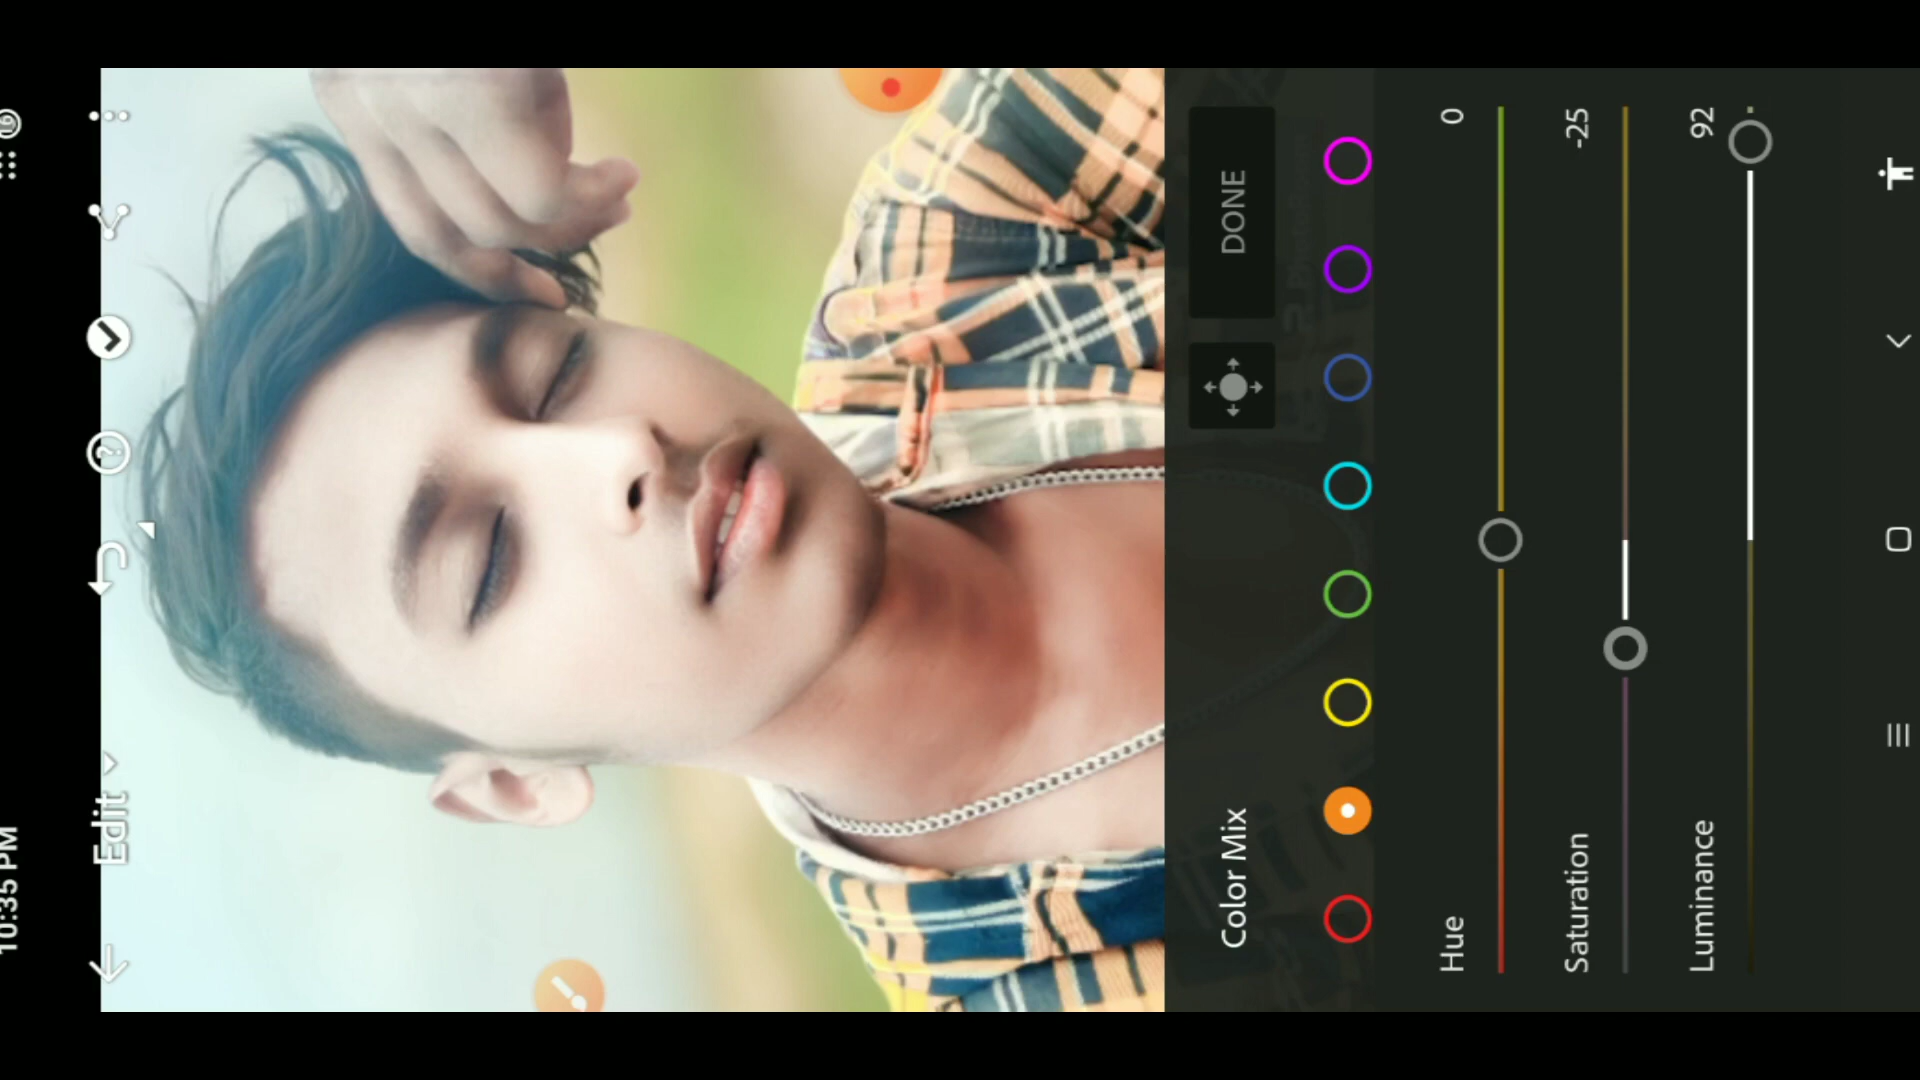 10:35 PM
Edit
Color Mix
DONE
Hue
0
Saturation
-25
Luminance
92